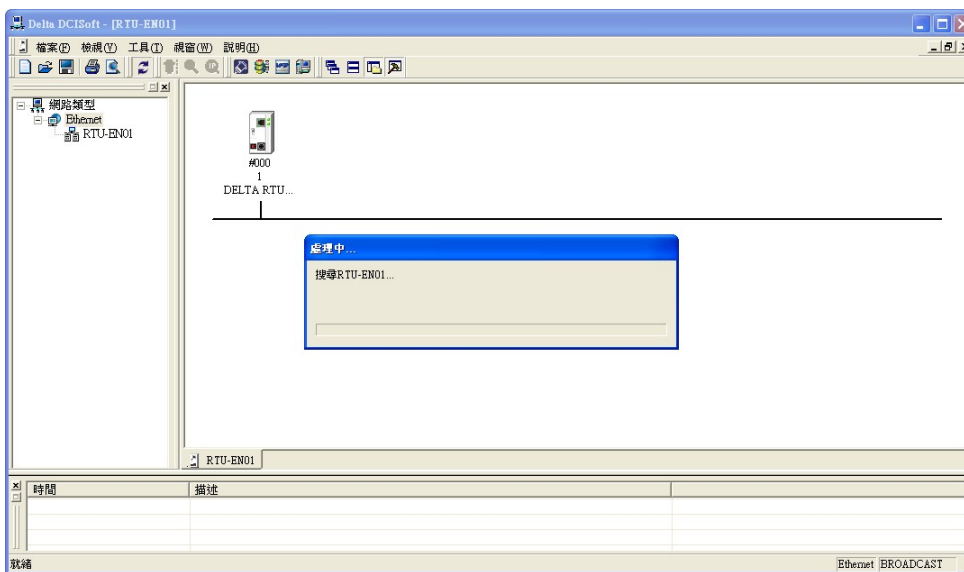 Delta DCISoft - [RTU-EN01]
檔案(F) 檢視(V) 工具(T) 視窗(W) 說明(H)
網路類型
Ethernet
RTU-EN01
#000
1
DELTA RTU...
處理中...
搜尋RTU-EN01...
RTU-EN01
時間 描述
就緒 Ethernet BROADCAST